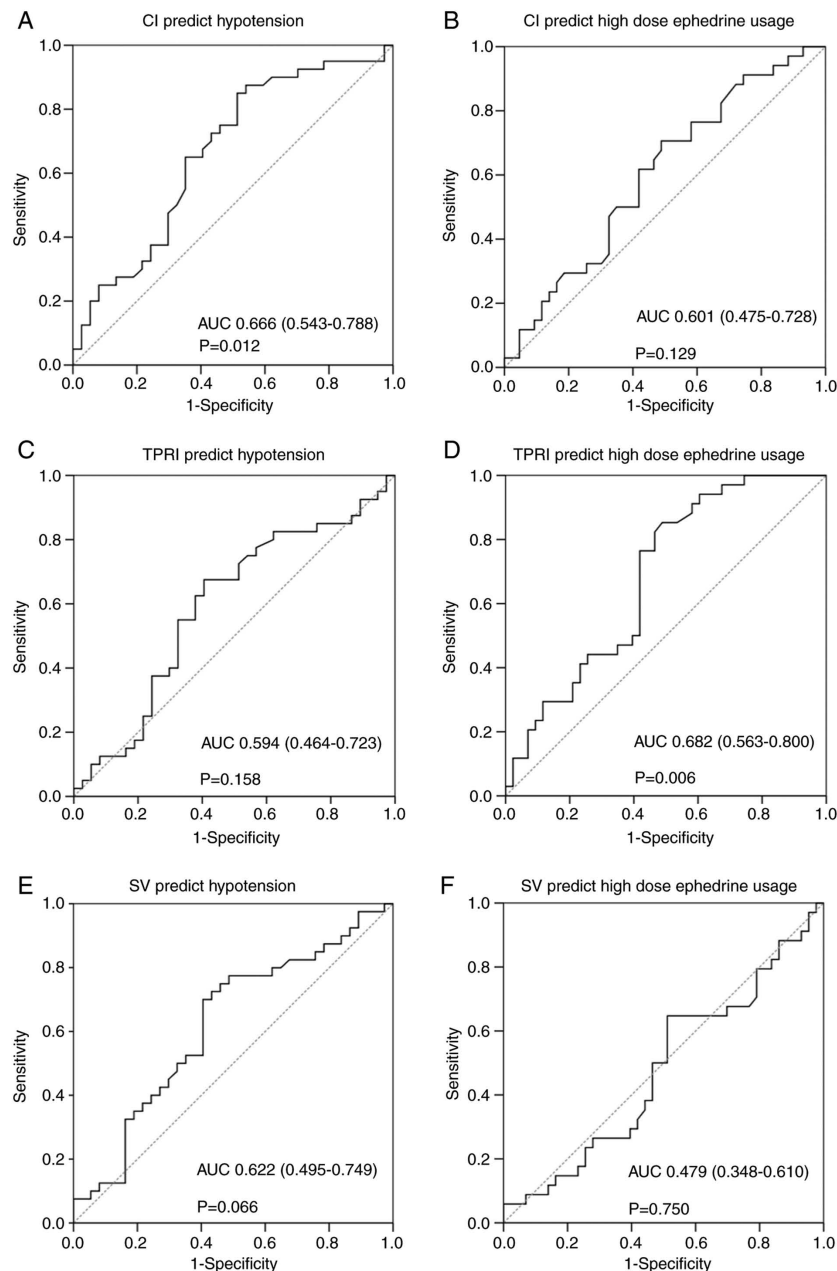 A
CI predict hypotension
1.0
0.8
0.6
0.4
0.2
0.0
Sensitivity
AUC 0.666 (0.543-0.788)
P=0.012
0.0 0.2 0.4 0.6 0.8 1.0
1-Specificity
B
CI predict high dose ephedrine usage
1.0
0.8
0.6
0.4
0.2
0.0
Sensitivity
AUC 0.601 (0.475-0.728)
P=0.129
0.0 0.2 0.4 0.6 0.8 1.0
1-Specificity
C
TPRI predict hypotension
1.0
0.8
0.6
0.4
0.2
0.0
Sensitivity
AUC 0.594 (0.464-0.723)
P=0.158
0.0 0.2 0.4 0.6 0.8 1.0
1-Specificity
D
TPRI predict high dose ephedrine usage
1.0
0.8
0.6
0.4
0.2
0.0
Sensitivity
AUC 0.682 (0.563-0.800)
P=0.006
0.0 0.2 0.4 0.6 0.8 1.0
1-Specificity
E
SV predict hypotension
1.0
0.8
0.6
0.4
0.2
0.0
Sensitivity
AUC 0.622 (0.495-0.749)
P=0.066
0.0 0.2 0.4 0.6 0.8 1.0
1-Specificity
F
SV predict high dose ephedrine usage
1.0
0.8
0.6
0.4
0.2
0.0
Sensitivity
AUC 0.479 (0.348-0.610)
P=0.750
0.0 0.2 0.4 0.6 0.8 1.0
1-Specificity